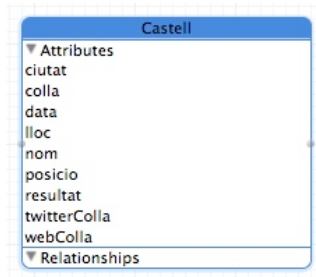 Castell
Attributes
ciutat
colla
data
lloc
nom
posicio
resultat
twitterColla
webColla
Relationships